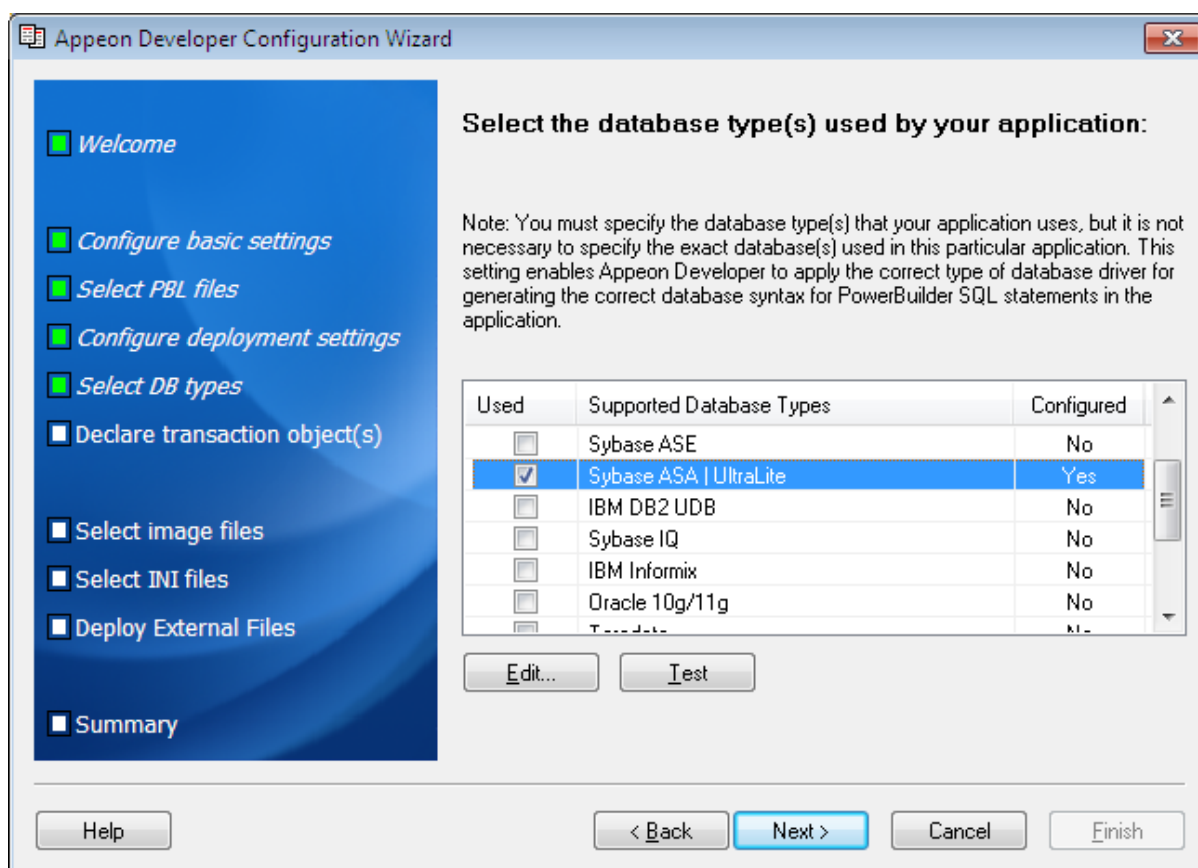 Appeon Developer Configuration Wizard
Welcome
Configure basic settings
Select PBL files
Configure deployment settings
Select DB types
Declare transaction object(s)
Select image files
Select INI files
Deploy External Files
Summary
Select the database type(s) used by your application:
Note: You must specify the database type(s) that your application uses, but it is not
necessary to specify the exact database(s) used in this particular application. This
setting enables Appeon Developer to apply the correct type of database driver for
generating the correct database syntax for PowerBuilder SQL statements in the
application.
Used Supported Database Types Configured
Sybase ASE No
Sybase ASA | UltraLite Yes
IBM DB2 UDB No
Sybase IQ No
IBM Informix No
Oracle 10g/11g No
Edit... Test
Help < Back Next > Cancel Finish